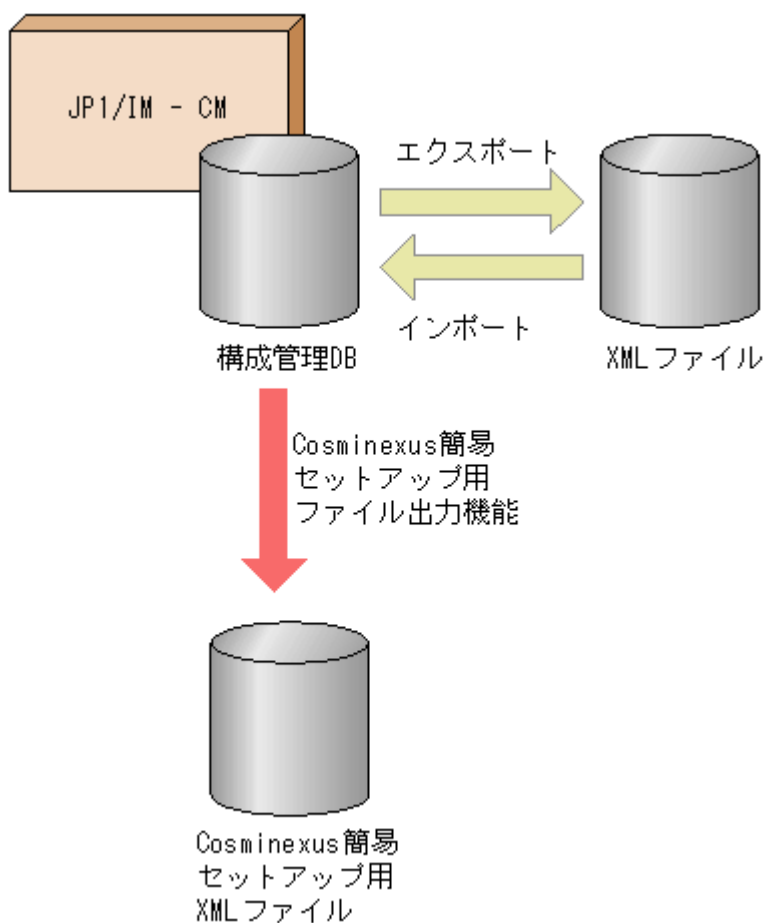 JP1/IM - CM
エクスポート
インポート
構成管理DB
XMLファイル
Cosminexus簡易
セットアップ用
ファイル出力機能
Cosminexus簡易
セットアップ用
XMLファイル